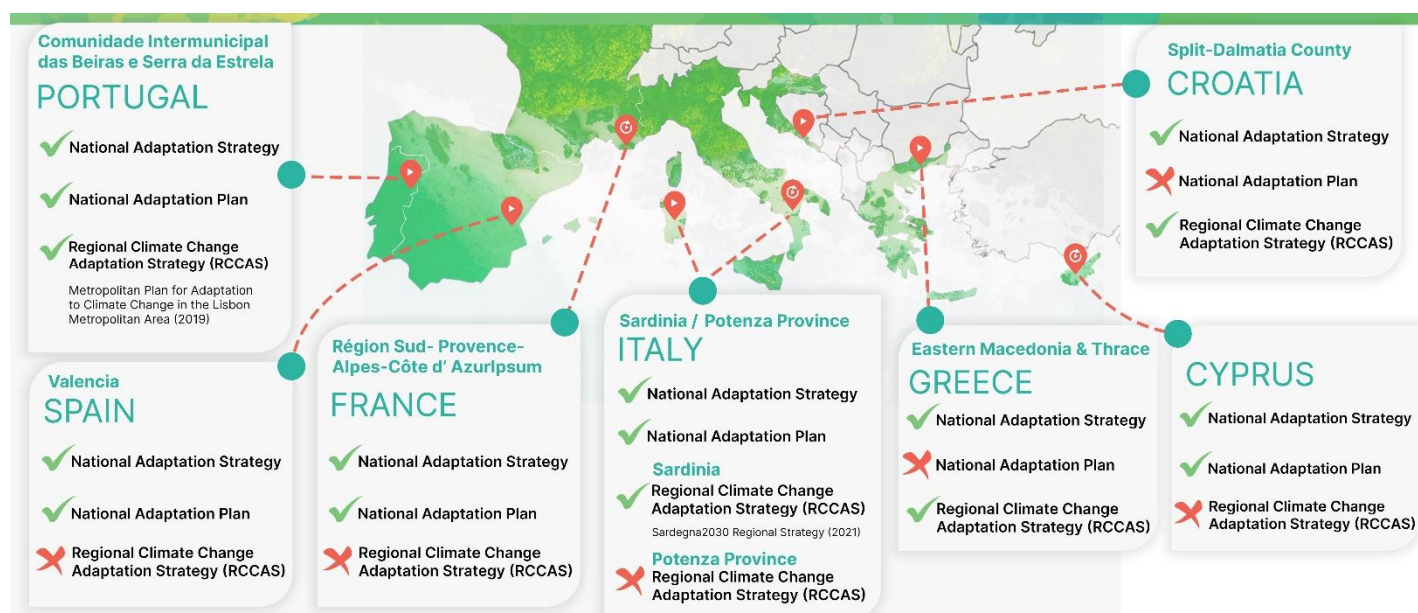 Comunidade Intermunicipal
das Beiras e Serra da Estrela
PORTUGAL
National Adaptation Strategy
National Adaptation Plan
Regional Climate Change
Adaptation Strategy (RCCAS)
Metropolitan Plan for Adaptation
to Climate Change in the Lisbon
Metropolitan Area (2019)
Split-Dalmatia County
CROATIA
National Adaptation Strategy
National Adaptation Plan
Regional Climate Change
Adaptation Strategy (RCCAS)
Valencia
SPAIN
National Adaptation Strategy
National Adaptation Plan
Regional Climate Change
Adaptation Strategy (RCCAS)
Région Sud- Provence-
Alpes-Côte d' AzurIpsum
FRANCE
National Adaptation Strategy
National Adaptation Plan
Regional Climate Change
Adaptation Strategy (RCCAS)
Sardinia / Potenza Province
ITALY
National Adaptation Strategy
National Adaptation Plan
Sardinia
Regional Climate Change
Adaptation Strategy (RCCAS)
Sardegna2030 Regional Strategy (2021)
Potenza Province
Regional Climate Change
Adaptation Strategy (RCCAS)
Eastern Macedonia & Thrace
GREECE
National Adaptation Strategy
National Adaptation Plan
Regional Climate Change
Adaptation Strategy (RCCAS)
CYPRUS
National Adaptation Strategy
National Adaptation Plan
Regional Climate Change
Adaptation Strategy (RCCAS)